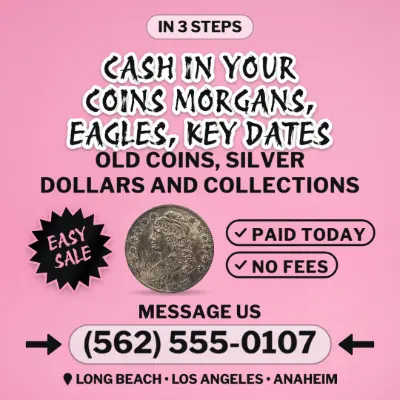 IN 3 STEPS
CASH IN YOUR
COINS MORGANS,
EAGLES, KEY DATES
OLD COINS, SILVER
DOLLARS AND COLLECTIONS
EASY
SALE
PAID TODAY
NO FEES
MESSAGE US
(562) 555-0107
LONG BEACH • LOS ANGELES • ANAHEIM